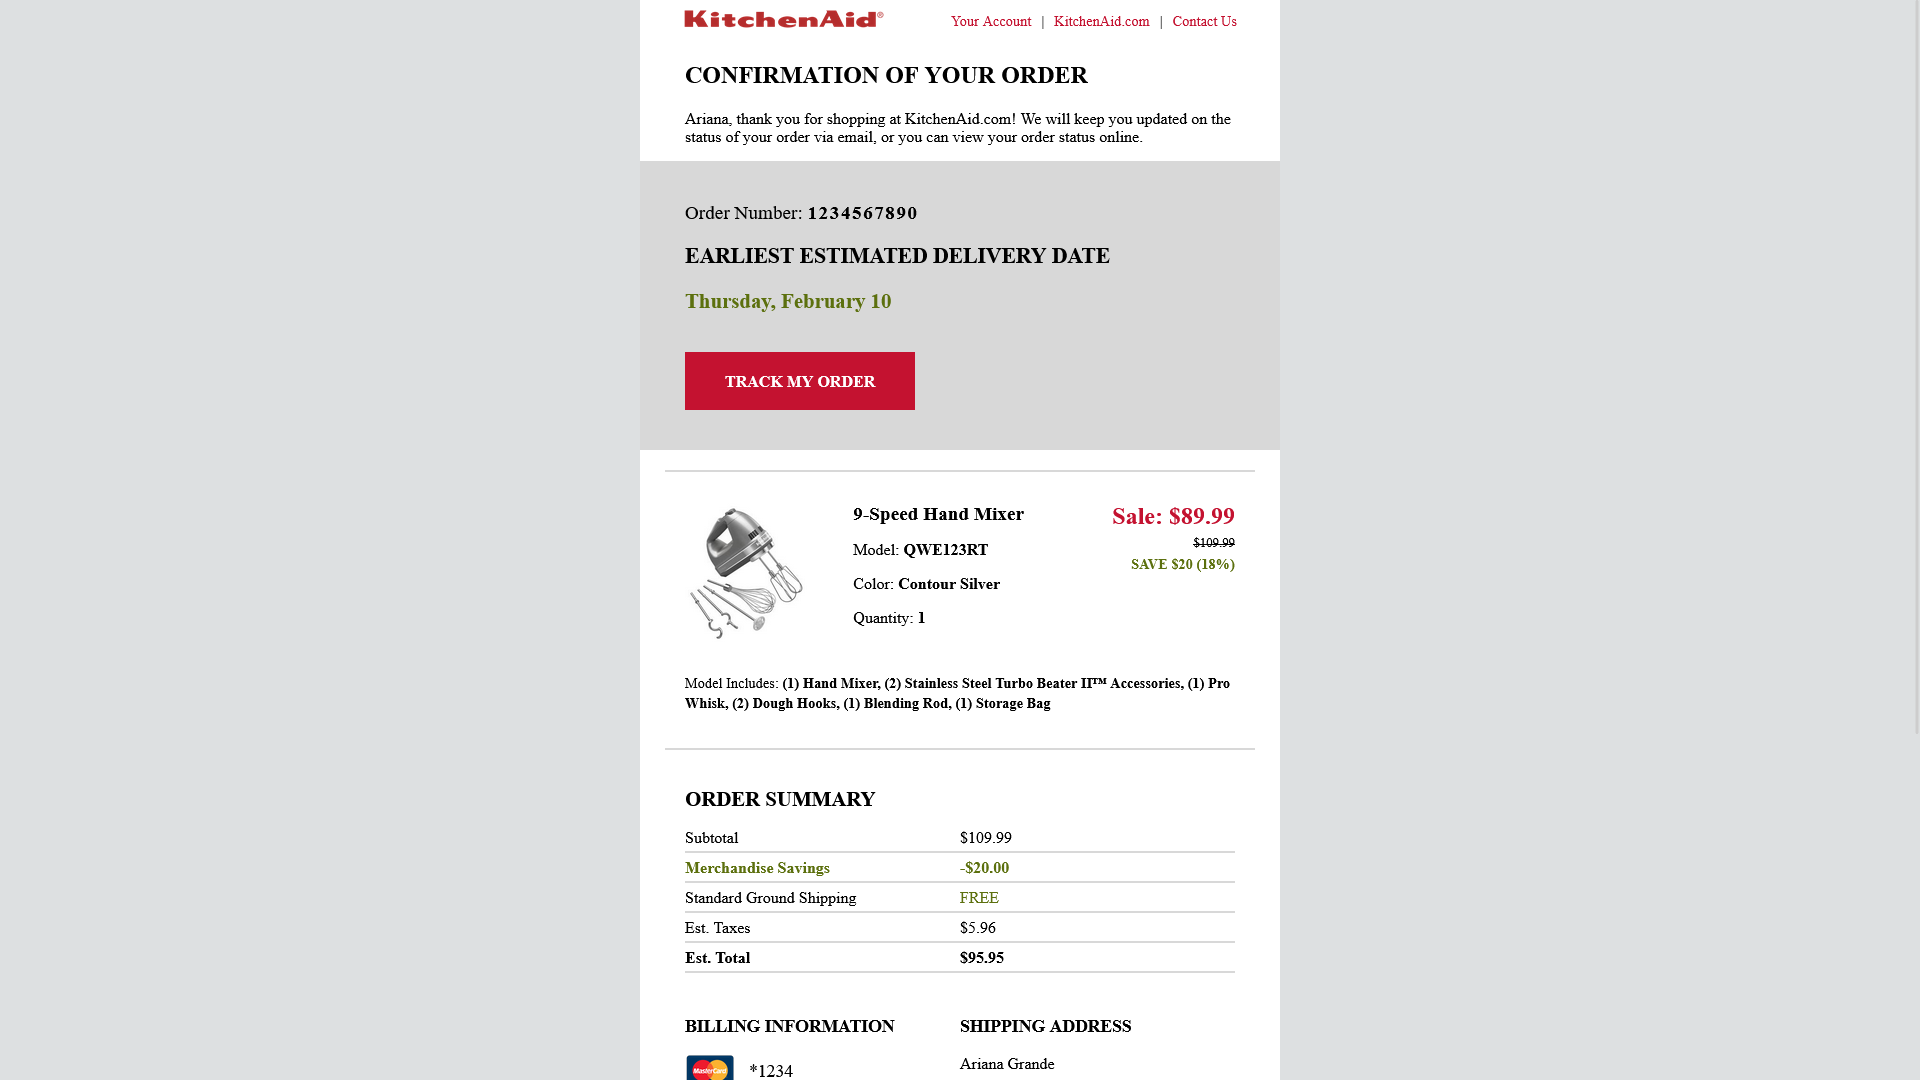 KitchenAid®
Your Account | KitchenAid.com | Contact Us
CONFIRMATION OF YOUR ORDER
Ariana, thank you for shopping at KitchenAid.com! We will keep you updated on the
status of your order via email, or you can view your order status online.
Order Number: 1234567890
EARLIEST ESTIMATED DELIVERY DATE
Thursday, February 10
TRACK MY ORDER
9-Speed Hand Mixer
Sale: $89.99
$109.99
SAVE $20 (18%)
Model: QWE123RT
Color: Contour Silver
Quantity: 1
Model Includes: (1) Hand Mixer, (2) Stainless Steel Turbo Beater II™ Accessories, (1) Pro
Whisk, (2) Dough Hooks, (1) Blending Rod, (1) Storage Bag
ORDER SUMMARY
Subtotal $109.99
Merchandise Savings -$20.00
Standard Ground Shipping FREE
Est. Taxes $5.96
Est. Total $95.95
BILLING INFORMATION
MasterCard *1234
SHIPPING ADDRESS
Ariana Grande